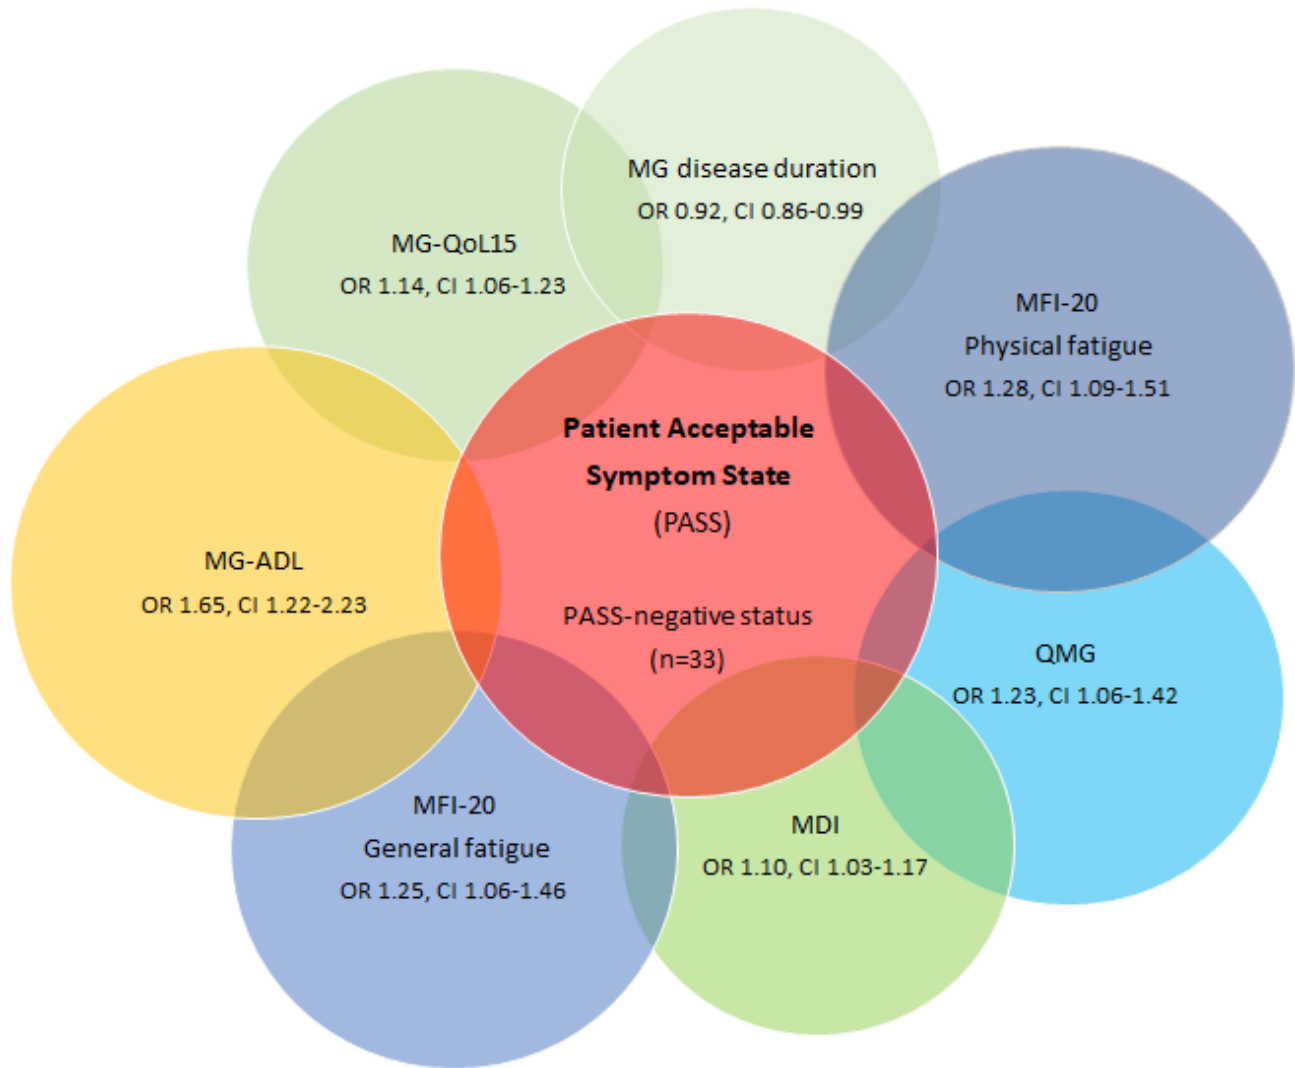 MG disease duration
OR 0.92, CI 0.86-0.99
MG-QoL15
OR 1.14, CI 1.06-1.23
MFI-20
Physical fatigue
OR 1.28, CI 1.09-1.51
Patient Acceptable
Symptom State
(PASS)
PASS-negative status
(n=33)
MG-ADL
OR 1.65, CI 1.22-2.23
QMG
OR 1.23, CI 1.06-1.42
MFI-20
General fatigue
OR 1.25, CI 1.06-1.46
MDI
OR 1.10, CI 1.03-1.17